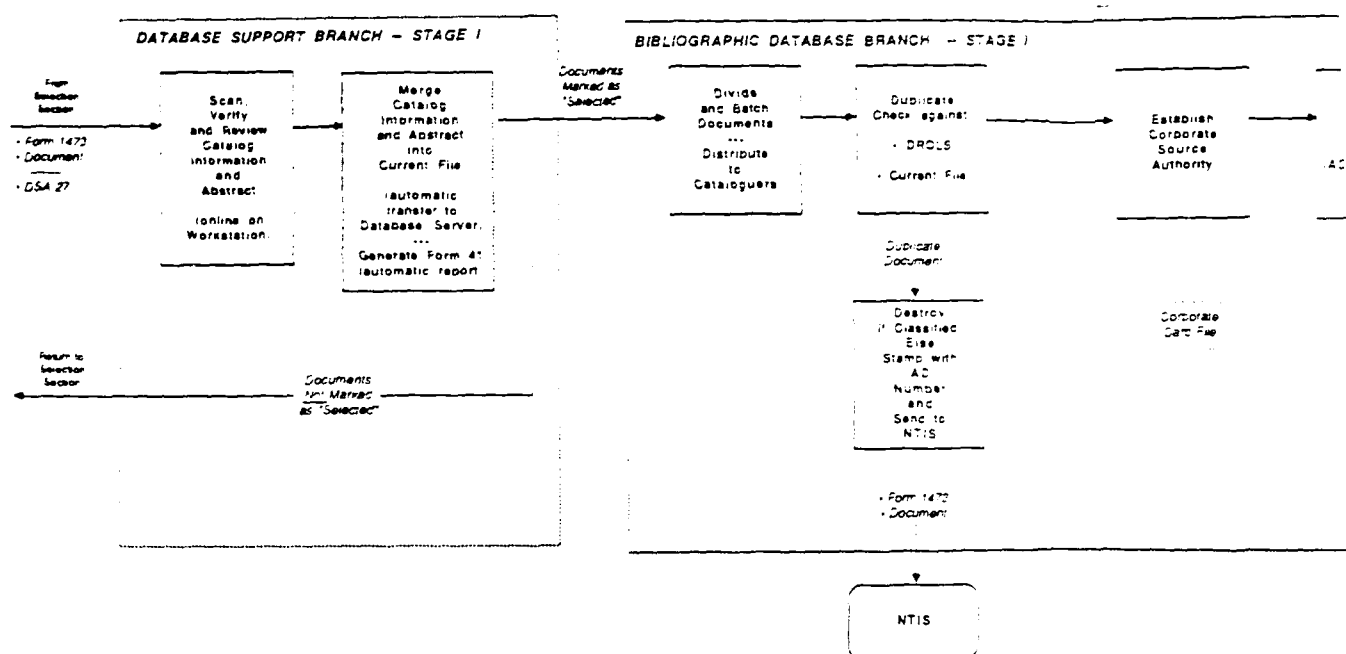 DATABASE SUPPORT BRANCH – STAGE I
BIBLIOGRAPHIC DATABASE BRANCH – STAGE I
From
Selection
Section
• Form 1473
• Document
• DSA 27
Scan,
Verify
and Review
Catalog
Information
and
Abstract
(online on
Workstation)
Merge
Catalog
Information
and Abstract
into
Current File
(automatic
transfer to
Database Server)
---
Generate Form 41
(automatic report
Documents
Marked as
"Selected"
Divide
and Batch
Documents
---
Distribute
to
Cataloguers
Duplicate
Check against
• DROLS
• Current File
Establish
Corporate
Source
Authority
Duplicate
Document
Destroy
if Classified
Else
Stamp with
AD
Number
and
Send to
NTIS
Corporate
Card File
Return to
Selection
Section
Documents
Not Marked
as "Selected"
• Form 1473
• Document
NTIS